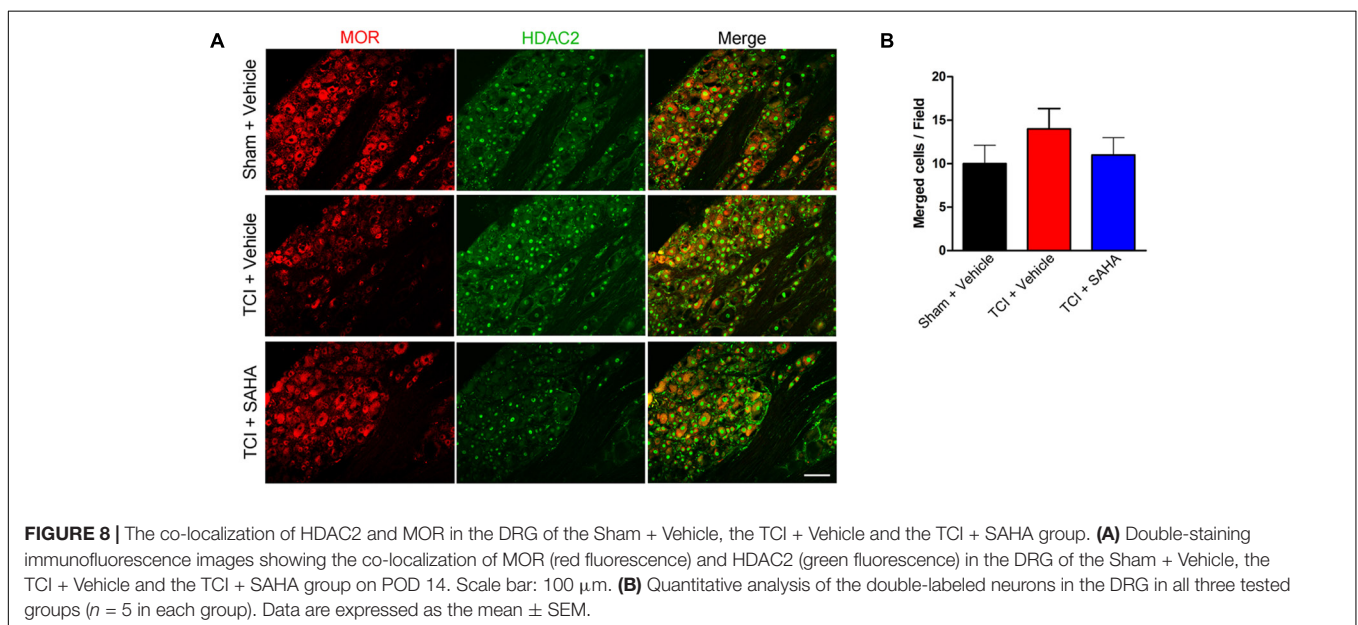 A
MOR HDAC2 Merge
Sham + Vehicle
TCI + Vehicle
TCI + SAHA
B
20
15
10
5
0
Merged cells / Field
Sham + Vehicle
TCI + Vehicle
TCI + SAHA
FIGURE 8 | The co-localization of HDAC2 and MOR in the DRG of the Sham + Vehicle, the TCI + Vehicle and the TCI + SAHA group. (A) Double-staining
immunofluorescence images showing the co-localization of MOR (red fluorescence) and HDAC2 (green fluorescence) in the DRG of the Sham + Vehicle, the
TCI + Vehicle and the TCI + SAHA group on POD 14. Scale bar: 100 μm. (B) Quantitative analysis of the double-labeled neurons in the DRG in all three tested
groups (n = 5 in each group). Data are expressed as the mean ± SEM.